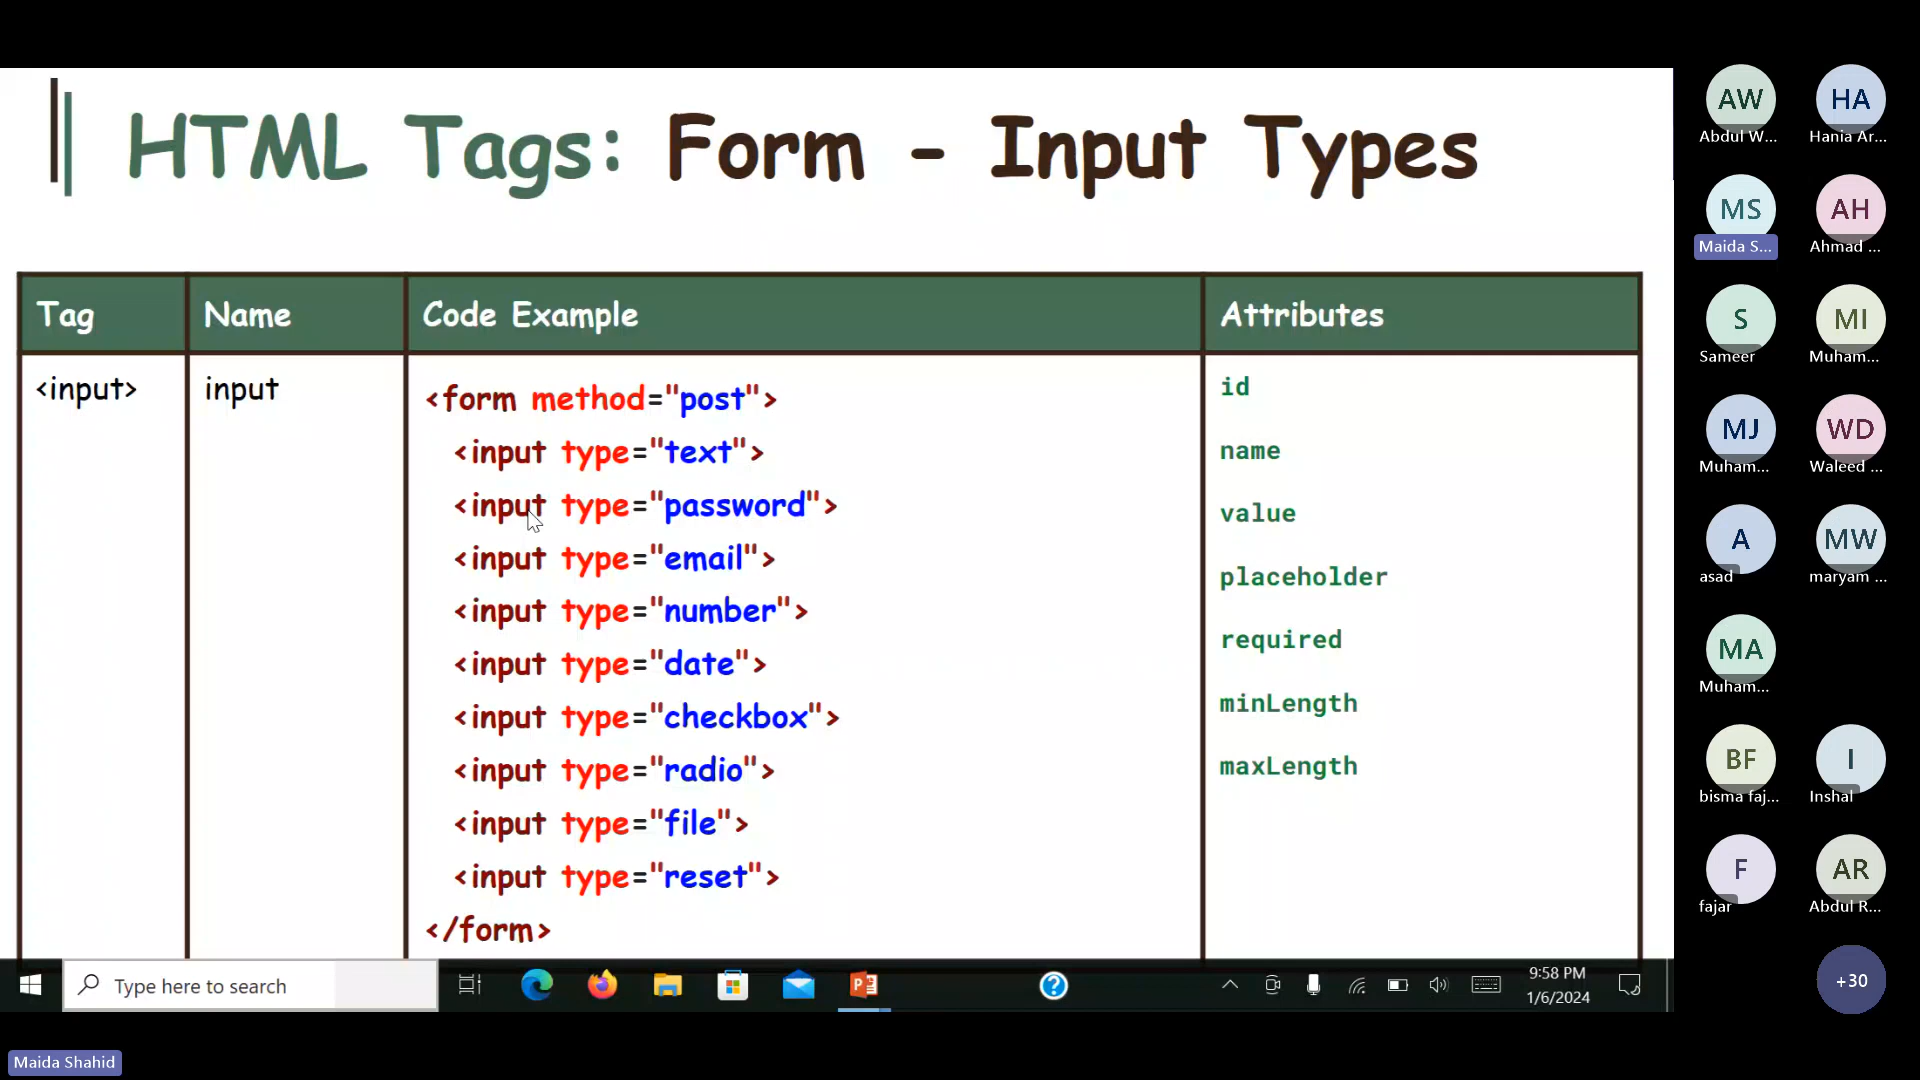 HTML Tags: Form - Input Types
Tag Name Code Example Attributes
<input> input
<form method="post">
<input type="text">
<input type="password">
<input type="email">
<input type="number">
<input type="date">
<input type="checkbox">
<input type="radio">
<input type="file">
<input type="reset">
</form>
id
name
value
placeholder
required
minLength
maxLength
AW HA
Abdul W... Hania Ar...
MS AH
Maida S... Ahmad ...
S MI
Sameer Muham...
MJ WD
Muham... Waleed ...
A MW
asad maryam ...
MA
Muham...
BF I
bisma faj... Inshal
F AR
fajar Abdul R...
+30
Type here to search
9:58 PM
1/6/2024
Maida Shahid